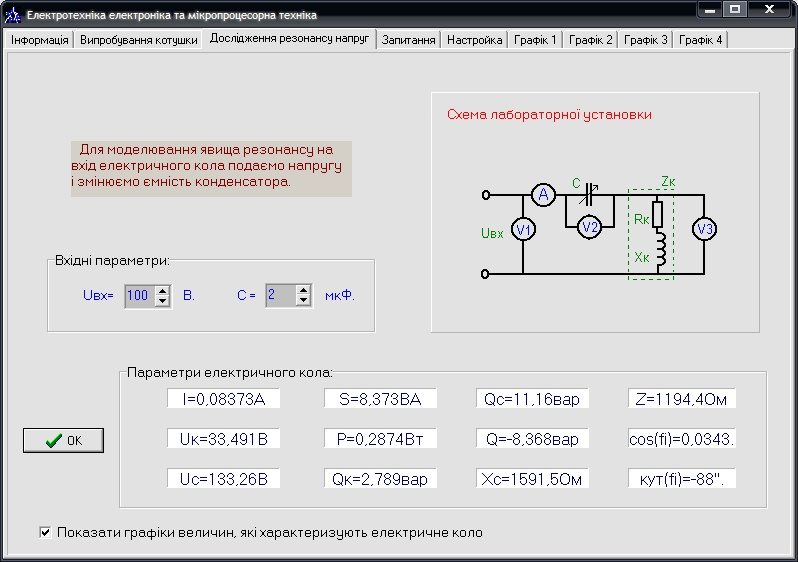 Електротехніка електроніка та мікропроцесорна техніка
Інформація Випробування котушки Дослідження резонансу напруг Запитання Настройка Графік 1 Графік 2 Графік 3 Графік 4
Схема лабораторної установки
Для моделювання явища резонансу на
вхід електричного кола подаємо напругу
і змінюємо ємність конденсатора.
C Zк
A
Uвх V1 V2 Rк V3
Xк
Вхідні параметри:
Uвх= 100 В. C = 2 мкФ.
Параметри електричного кола:
I=0,08373А S=8,373ВА Qс=11,16вар Z=1194,4Ом
Uк=33,491В P=0,2874Вт Q=-8,368вар cos(fi)=0,0343.
Uс=133,26В Qк=2,789вар Xс=1591,5Ом кут(fi)=-88".
OK
Показати графіки величин, які характеризують електричне коло